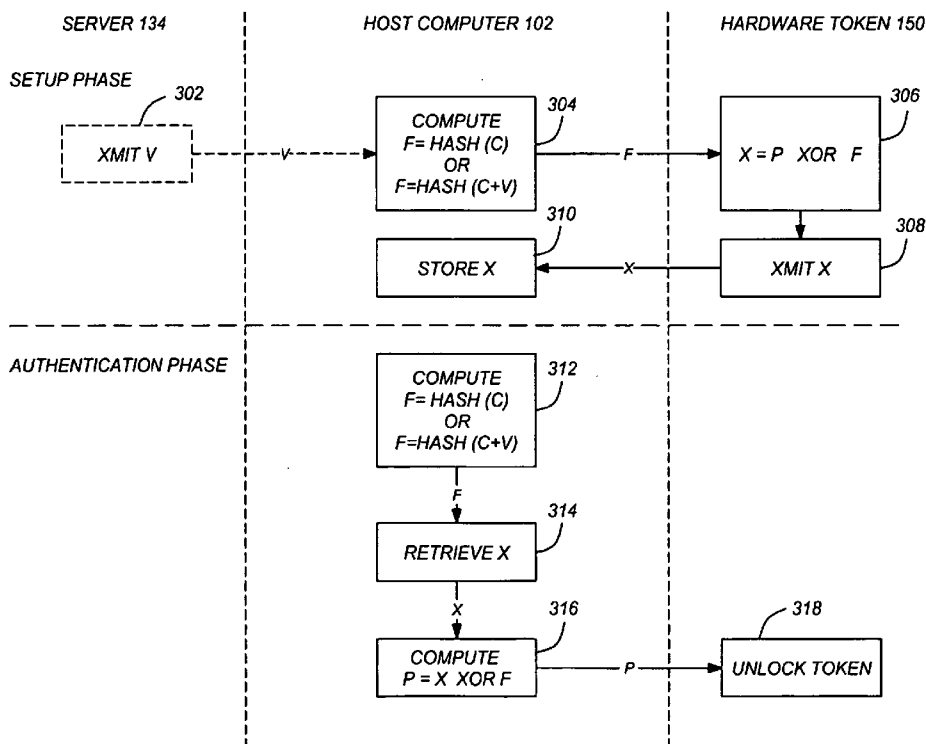 SERVER 134
HOST COMPUTER 102
HARDWARE TOKEN 150
SETUP PHASE
302
XMIT V
V
304
COMPUTE
F= HASH (C)
OR
F=HASH (C+V)
F
306
X = P XOR F
308
XMIT X
X
310
STORE X
AUTHENTICATION PHASE
312
COMPUTE
F= HASH (C)
OR
F=HASH (C+V)
F
314
RETRIEVE X
X
316
COMPUTE
P = X XOR F
P
318
UNLOCK TOKEN